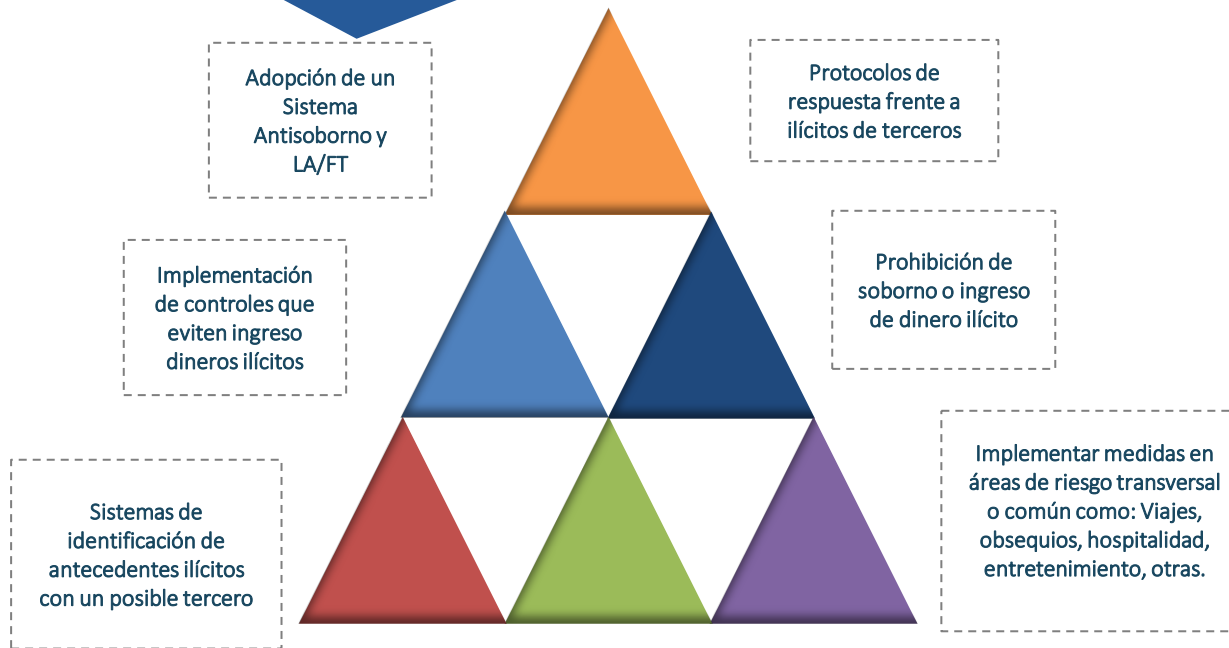 Adopción de un
Sistema
Antisoborno y
LA/FT
Protocolos de
respuesta frente a
ilícitos de terceros
Implementación
de controles que
eviten ingreso
dineros ilícitos
Prohibición de
soborno o ingreso
de dinero ilícito
Sistemas de
identificación de
antecedentes ilícitos
con un posible tercero
Implementar medidas en
áreas de riesgo transversal
o común como: Viajes,
obsequios, hospitalidad,
entretenimiento, otras.